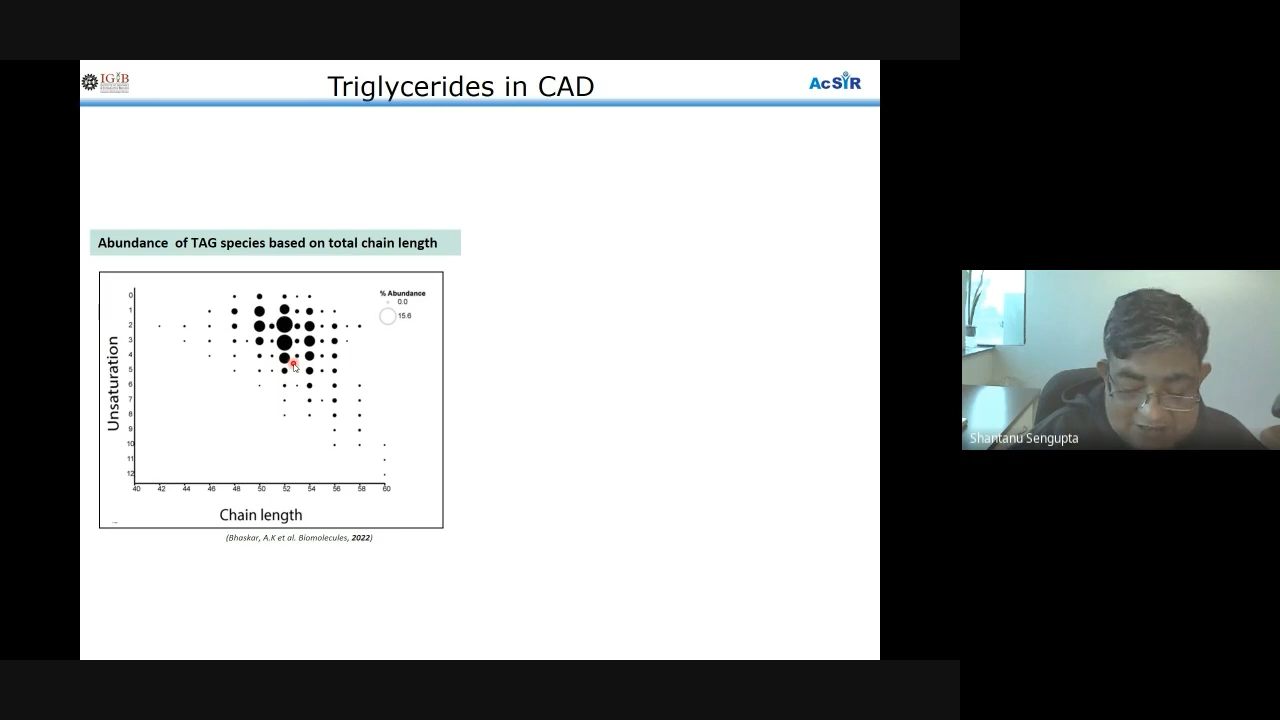 IGiB
Triglycerides in CAD
AcSIR
Abundance of TAG species based on total chain length
% Abundance
0.0
15.6
Unsaturation
0
1
2
3
4
5
6
7
8
9
10
11
12
40 42 44 46 48 50 52 54 56 58 60
Chain length
(Bhaskar, A.K et al. Biomolecules, 2022)
Shantanu Sengupta